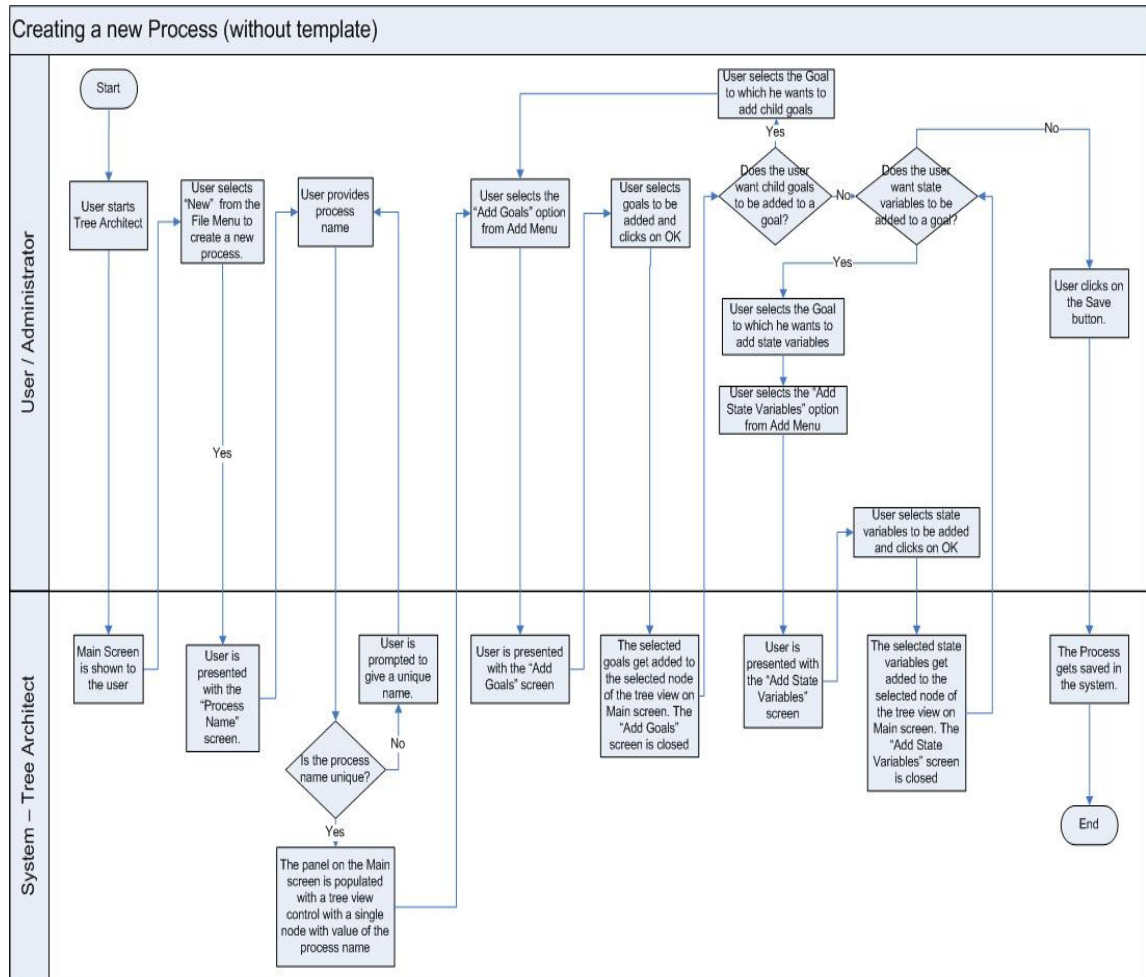 Creating a new Process (without template)
User / Administrator
Start
User starts
Tree Architect
User selects
“New” from the
File Menu to
create a new
process.
Yes
User provides
process
name
User selects the
“Add Goals” option
from Add Menu
User selects
goals to be
added and
clicks on OK
User selects the Goal
to which he wants to
add child goals
Yes
Does the user
want child goals
to be added to a
goal?
No
Does the user
want state
variables to be
added to a goal?
No
Yes
User selects the Goal
to which he wants to
add state variables
User selects the “Add
State Variables” option
from Add Menu
User selects state
variables to be added
and clicks on OK
User clicks on
the Save
button.
System – Tree Architect
Main Screen
is shown to
the user
User is
presented
with the
“Process
Name”
screen.
User is
prompted to
give a unique
name.
No
Is the process
name unique?
Yes
The panel on the Main
screen is populated
with a tree view
control with a single
node with value of the
process name
User is presented
with the “Add
Goals” screen
The selected
goals get added to
the selected node
of the tree view on
Main screen. The
“Add Goals”
screen is closed
User is
presented with
the “Add State
Variables”
screen
The selected state
variables get
added to the
selected node of
the tree view on
Main screen. The
“Add State
Variables” screen
is closed
The Process
gets saved in
the system.
End